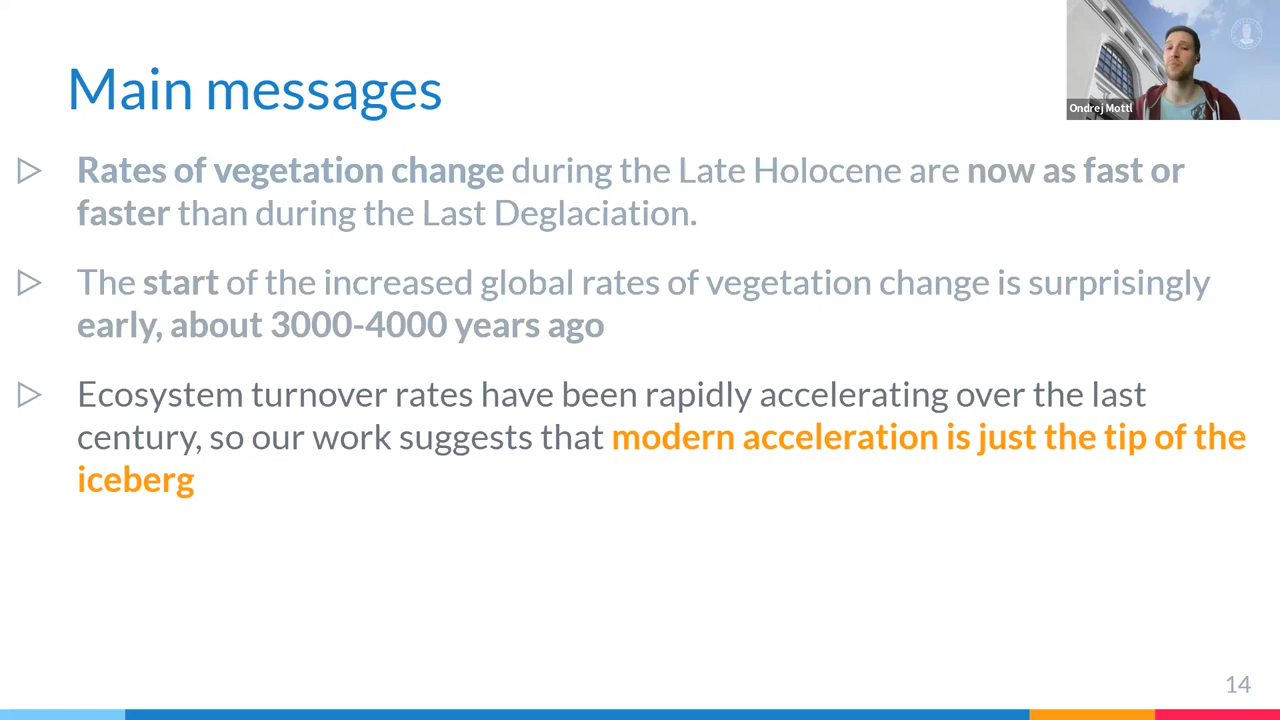 Ondrej Mottl
Main messages
Rates of vegetation change during the Late Holocene are now as fast or
faster than during the Last Deglaciation.
The start of the increased global rates of vegetation change is surprisingly
early, about 3000-4000 years ago
Ecosystem turnover rates have been rapidly accelerating over the last
century, so our work suggests that modern acceleration is just the tip of the
iceberg
14